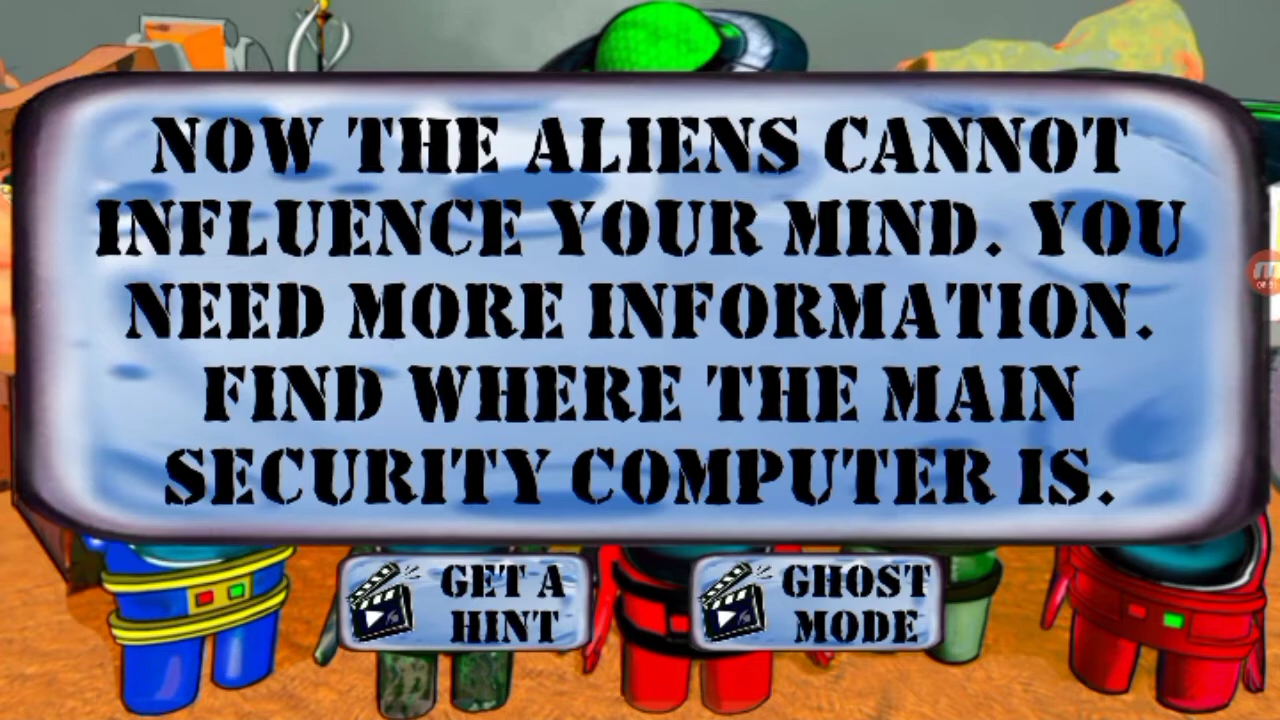 NOW THE ALIENS CANNOT
INFLUENCE YOUR MIND. YOU
NEED MORE INFORMATION.
FIND WHERE THE MAIN
SECURITY COMPUTER IS.
GET A
HINT
GHOST
MODE